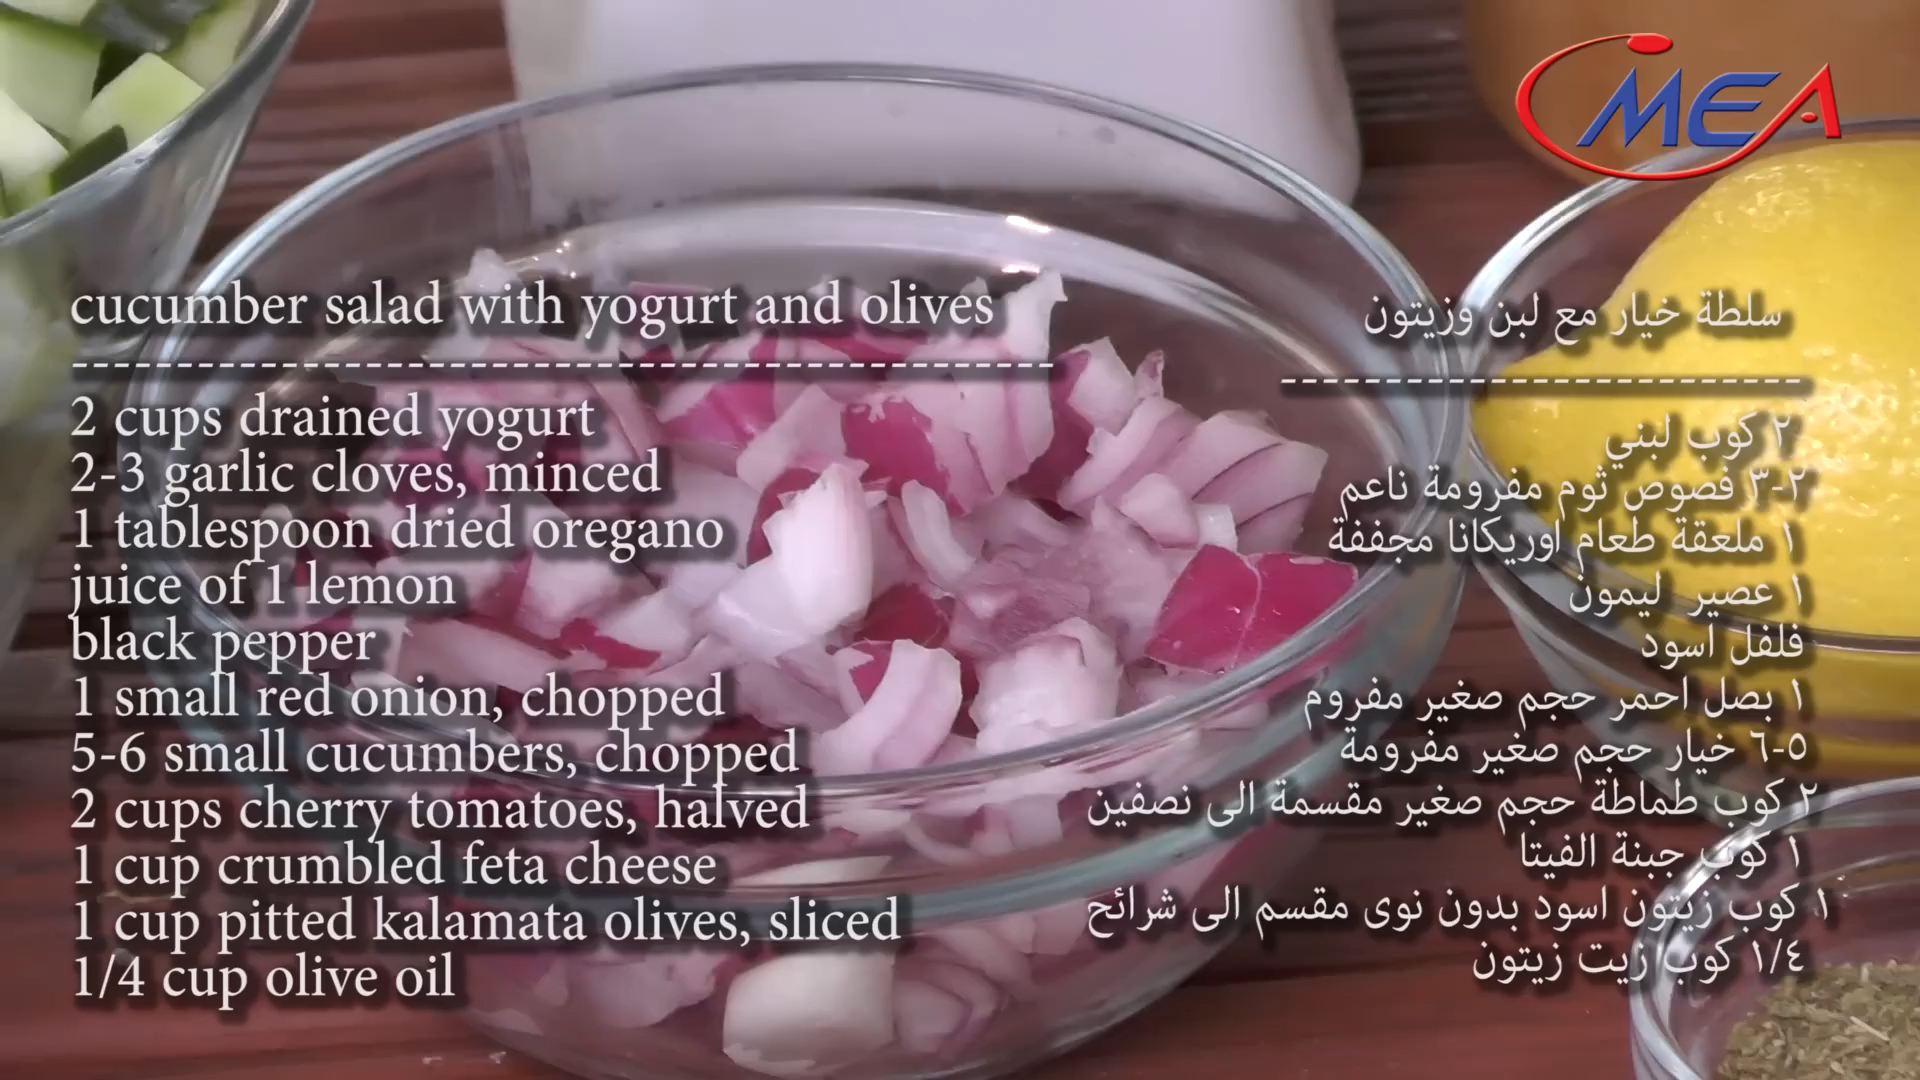 MEA
cucumber salad with yogurt and olives
2 cups drained yogurt
2-3 garlic cloves, minced
1 tablespoon dried oregano
juice of 1 lemon
black pepper
1 small red onion, chopped
5-6 small cucumbers, chopped
2 cups cherry tomatoes, halved
1 cup crumbled feta cheese
1 cup pitted kalamata olives, sliced
1/4 cup olive oil
سلطة خيار مع لبن وزيتون
٢ كوب لبني
٢-٣ فصوص ثوم مفرومة ناعم
١ ملعقة طعام اوريكانا مجففة
١ عصير ليمون
فلفل اسود
١ بصل احمر حجم صغير مفروم
٥-٦ خيار حجم صغير مفرومة
٢ كوب طماطة حجم صغير مقسمة الى نصفين
١ كوب جبنة الفيتا
١ كوب زيتون اسود بدون نوى مقسم الى شرائح
١/٤ كوب زيت زيتون